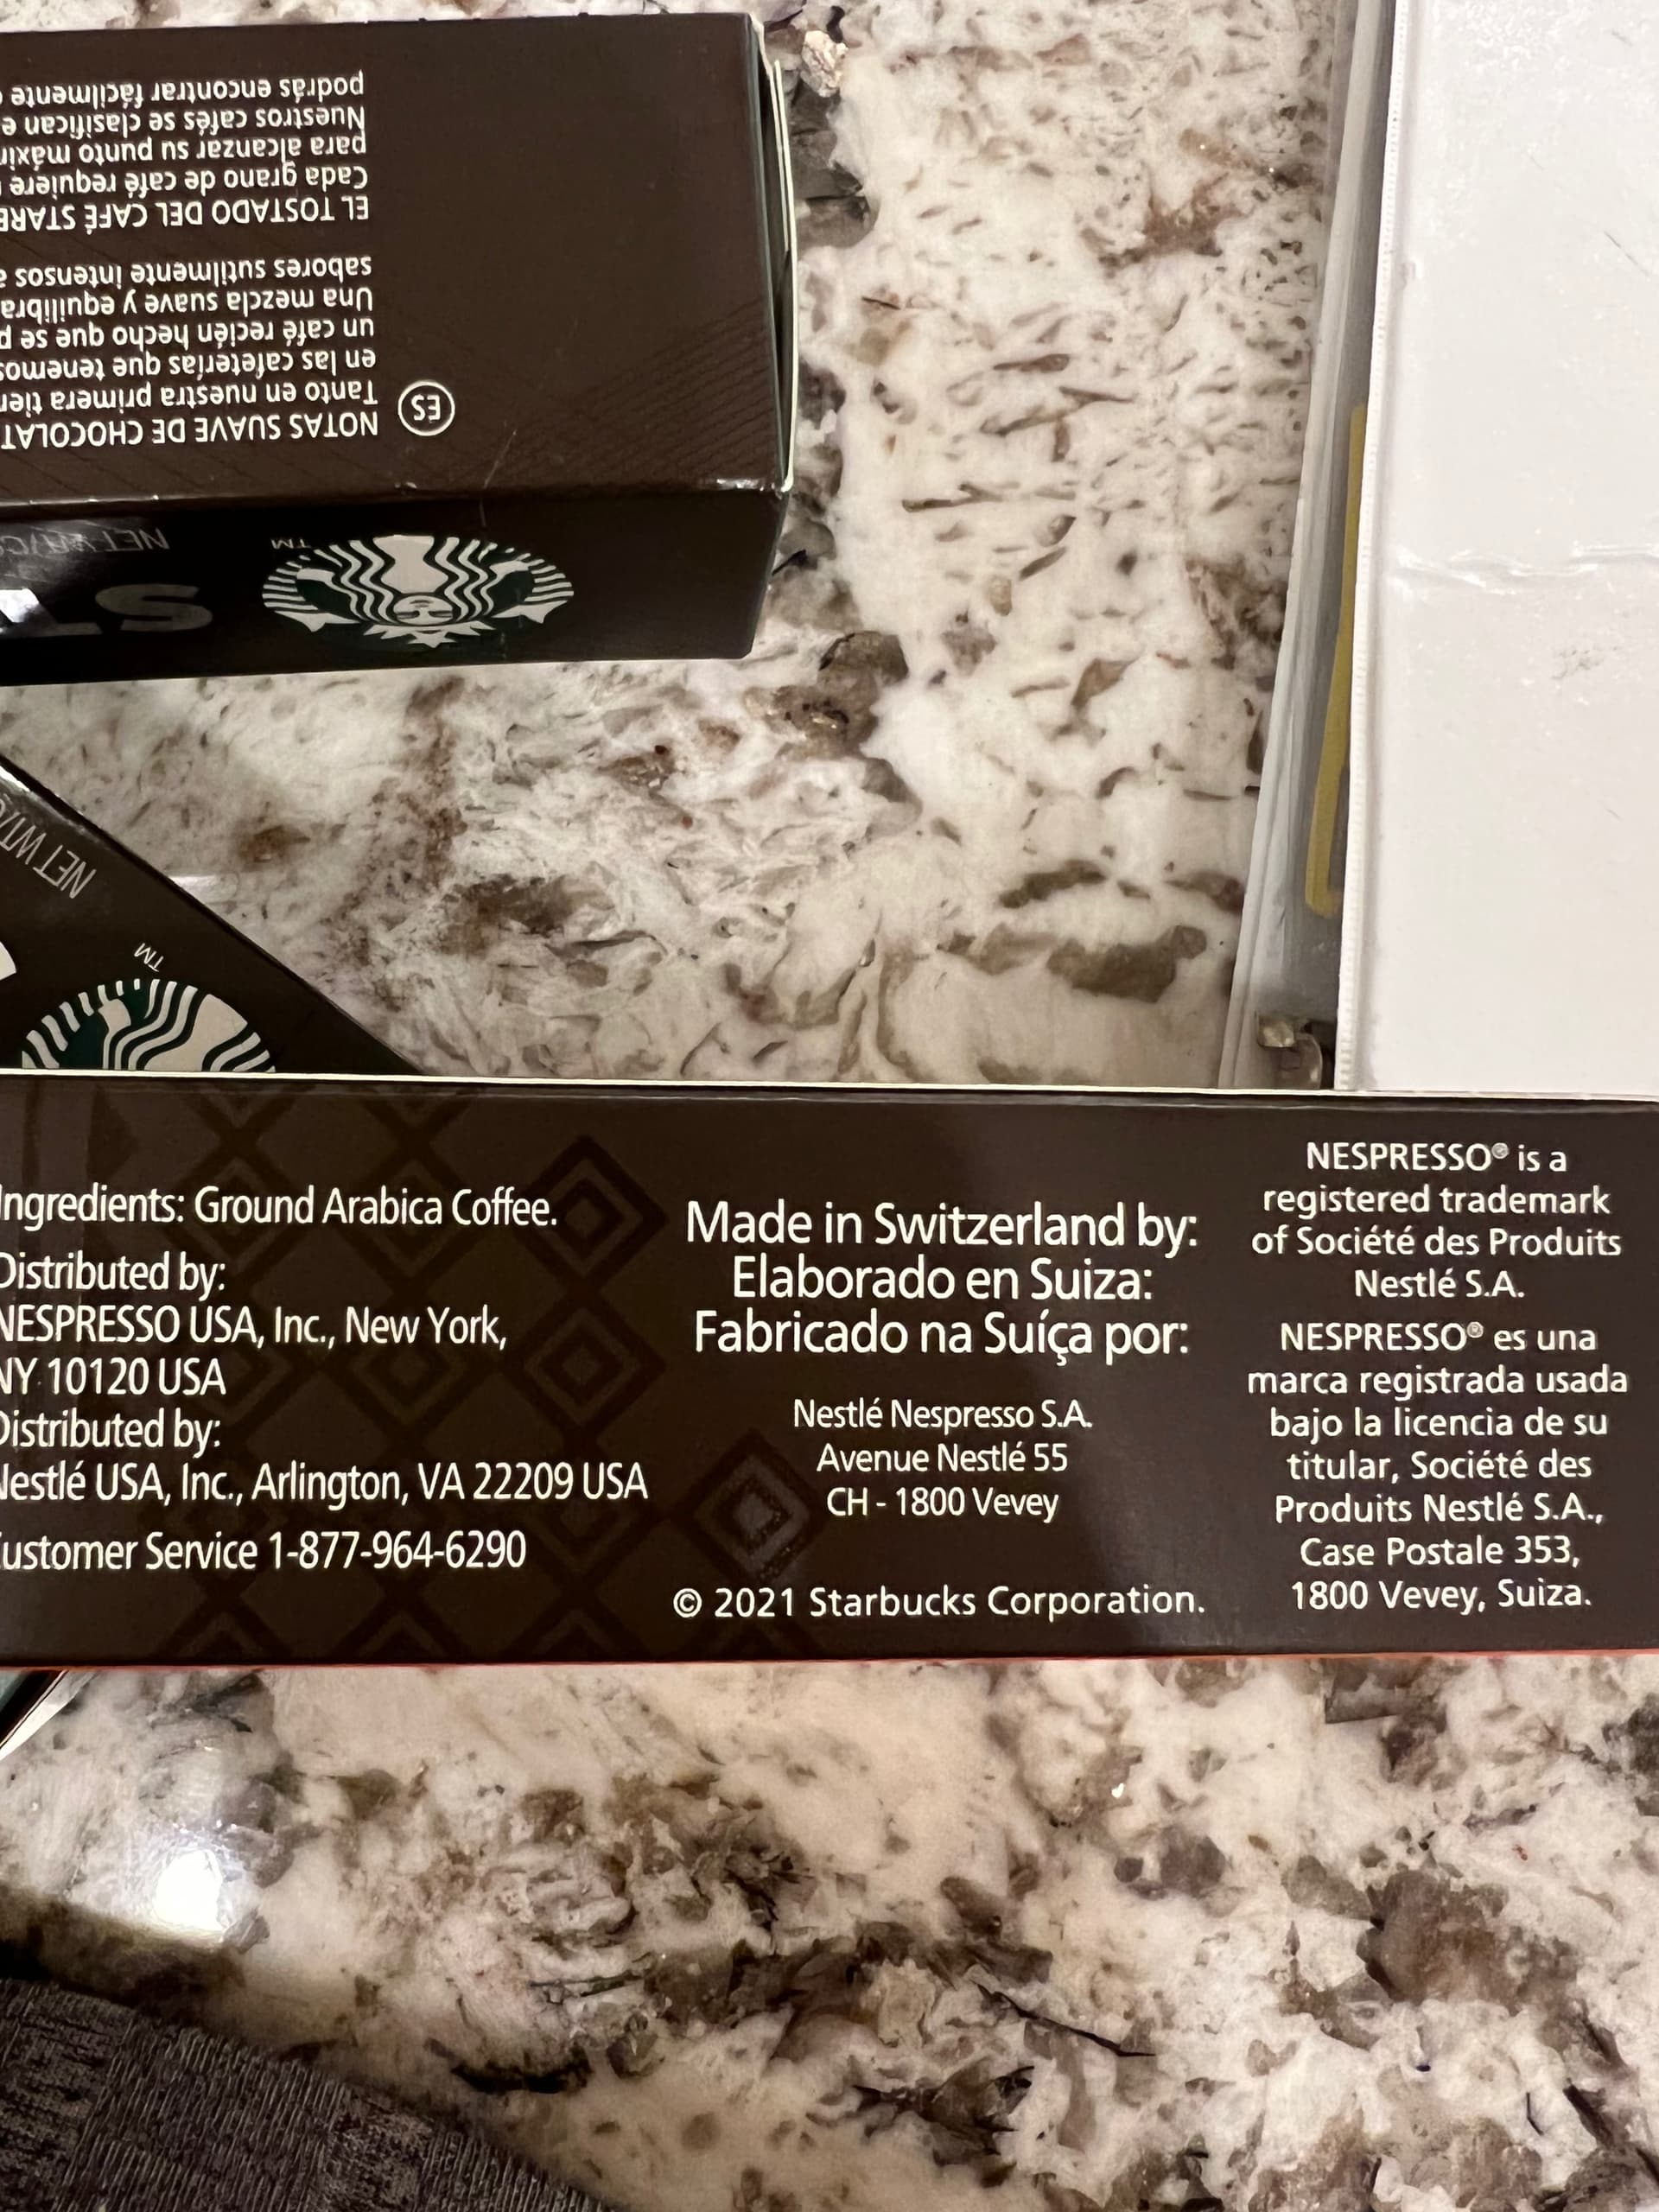 NOTAS SUAVE DE
Tanto en nuestra primera
en las cafeterías que
un café recién hecho que se
Una mezcla suave y
sabores sutilmente intensos
EL TOSTADO DEL CAFÉ
Cada grano de café requiere
para alcanzar su punto
Nuestros cafés se clasifican
podrás encontrar fácilmente
ES
TM
NET
NET WT
TM
Ingredients: Ground Arabica Coffee.
Distributed by:
NESPRESSO USA, Inc., New York,
NY 10120 USA
Distributed by:
Nestlé USA, Inc., Arlington, VA 22209 USA
Customer Service 1-877-964-6290
Made in Switzerland by:
Elaborado en Suiza:
Fabricado na Suíça por:
Nestlé Nespresso S.A.
Avenue Nestlé 55
CH - 1800 Vevey
© 2021 Starbucks Corporation.
NESPRESSO® is a
registered trademark
of Société des Produits
Nestlé S.A.
NESPRESSO® es una
marca registrada usada
bajo la licencia de su
titular, Société des
Produits Nestlé S.A.,
Case Postale 353,
1800 Vevey, Suiza.